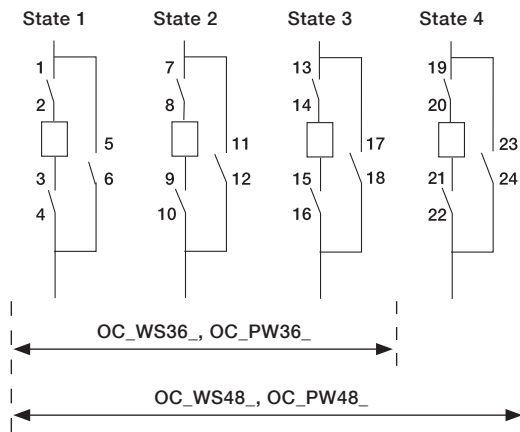 State 1 State 2 State 3 State 4
1 7 13 19
2 8 14 20
5 11 17 23
3 6 9 12 15 18 21 24
4 10 16 22
OC_WS36_, OC_PW36_
OC_WS48_, OC_PW48_